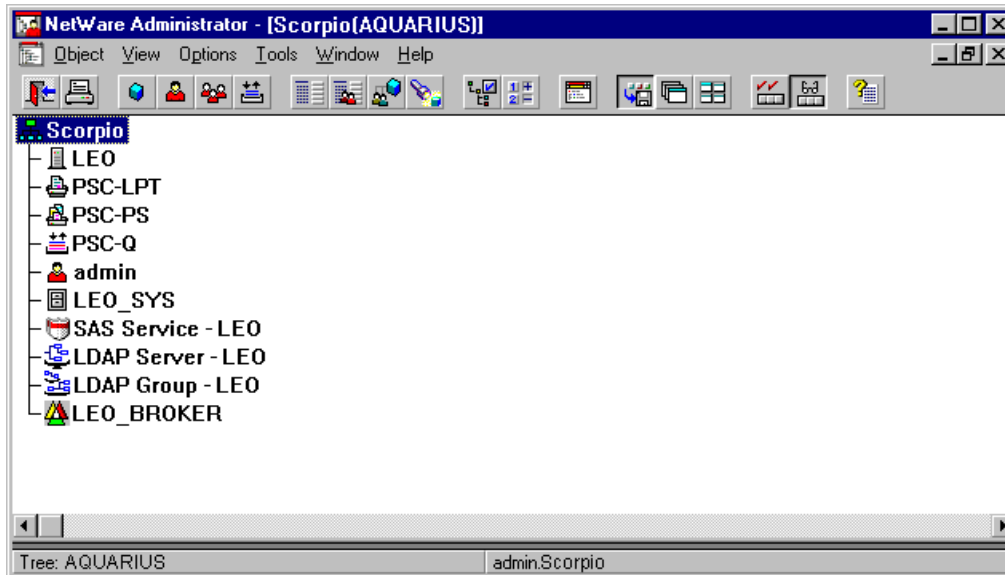 NetWare Administrator - [Scorpio(AQUARIUS)]
Object View Options Tools Window Help
Scorpio
LEO
PSC-LPT
PSC-PS
PSC-Q
admin
LEO_SYS
SAS Service - LEO
LDAP Server - LEO
LDAP Group - LEO
LEO_BROKER
Tree: AQUARIUS admin.Scorpio